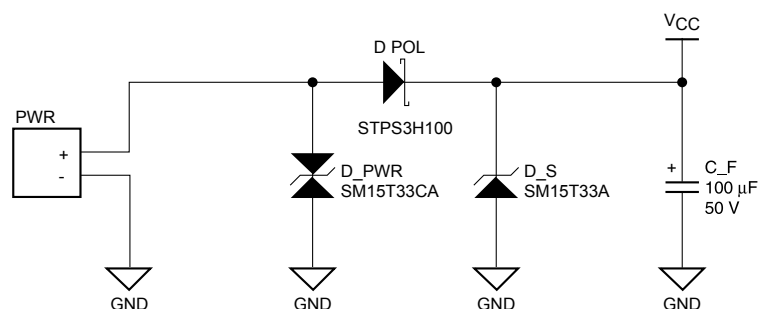 D POL
VCC
PWR
STPS3H100
+
-
D_PWR
SM15T33CA
D_S
SM15T33A
+
C_F
100 μF
50 V
GND
GND
GND
GND